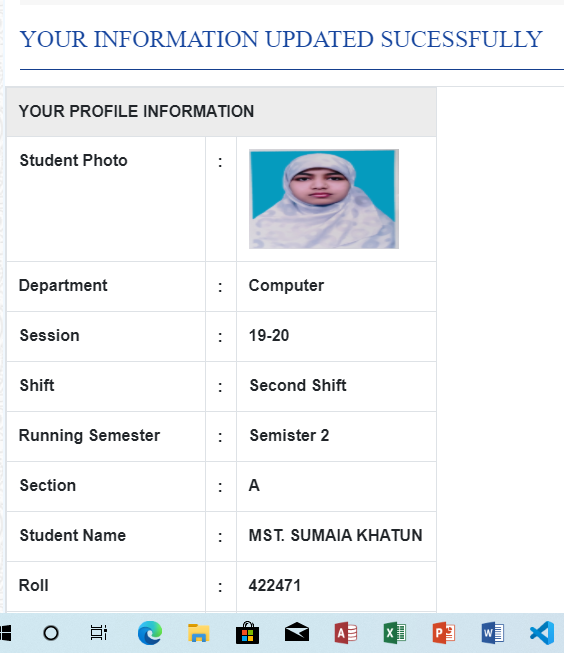 YOUR INFORMATION UPDATED SUCESSFULLY
YOUR PROFILE INFORMATION
Student Photo :
Department : Computer
Session : 19-20
Shift : Second Shift
Running Semester : Semister 2
Section : A
Student Name : MST. SUMAIA KHATUN
Roll : 422471